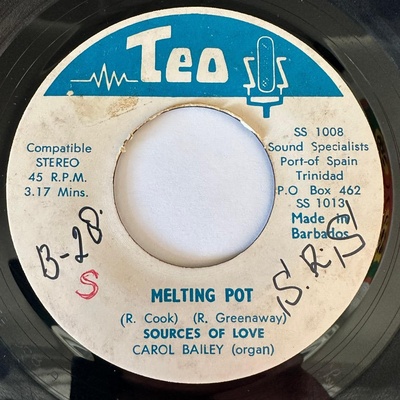 Teo
Compatible
STEREO
45 R.P.M.
3.17 Mins.
SS 1008
Sound Specialists
Port-of Spain
Trinidad
P.O Box 462
SS 1013
Made in
Barbados
B-28.
S
S.R.S
MELTING POT
(R. Cook) (R. Greenaway)
SOURCES OF LOVE
CAROL BAILEY (organ)